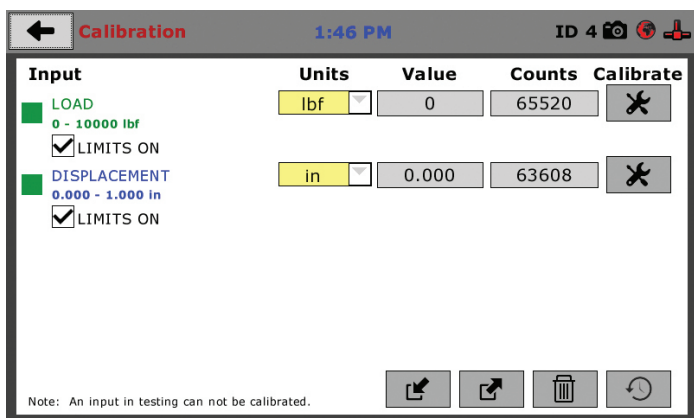 Calibration 1:46 PM ID 4
Input Units Value Counts Calibrate
LOAD lbf 0 65520
0 - 10000 lbf
LIMITS ON
DISPLACEMENT in 0.000 63608
0.000 - 1.000 in
LIMITS ON
Note: An input in testing can not be calibrated.